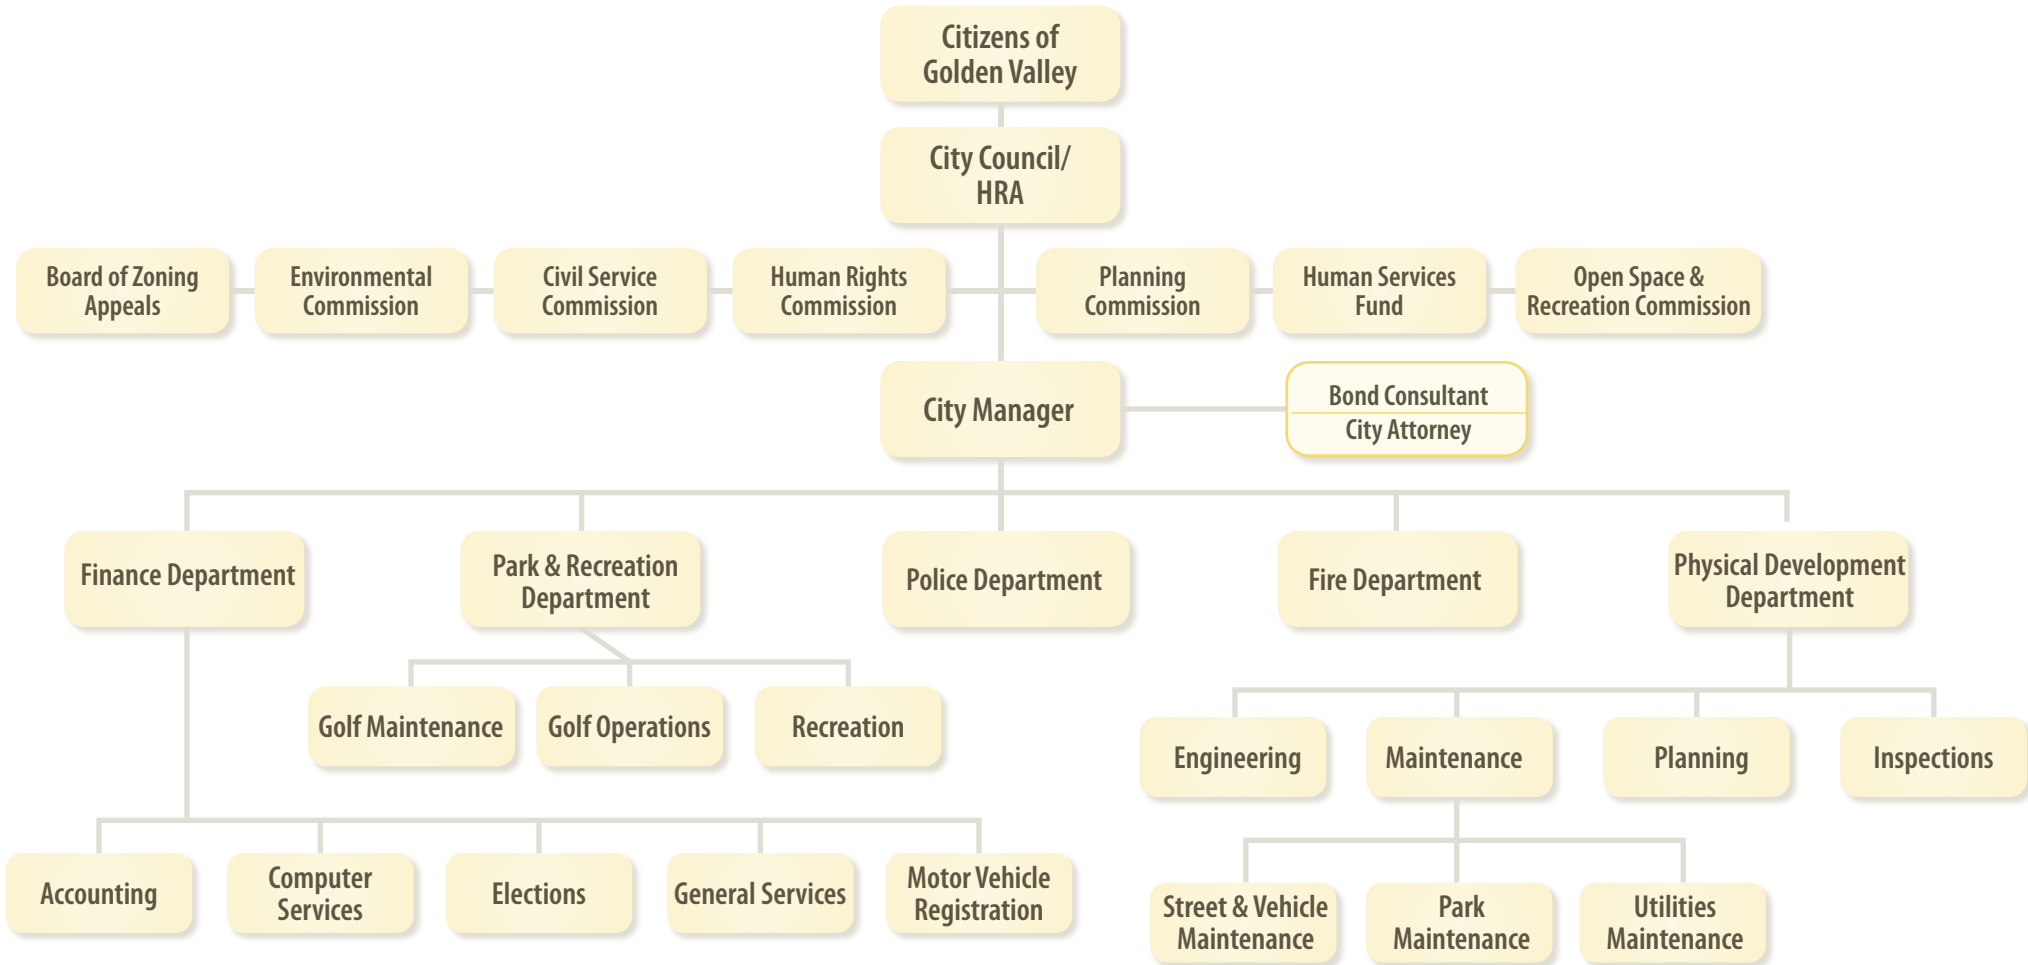 Citizens of
Golden Valley
City Council/
HRA
Board of Zoning
Appeals
Environmental
Commission
Civil Service
Commission
Human Rights
Commission
Planning
Commission
Human Services
Fund
Open Space &
Recreation Commission
City Manager
Bond Consultant
City Attorney
Finance Department
Park & Recreation
Department
Police Department
Fire Department
Physical Development
Department
Golf Maintenance
Golf Operations
Recreation
Engineering
Maintenance
Planning
Inspections
Accounting
Computer
Services
Elections
General Services
Motor Vehicle
Registration
Street & Vehicle
Maintenance
Park
Maintenance
Utilities
Maintenance